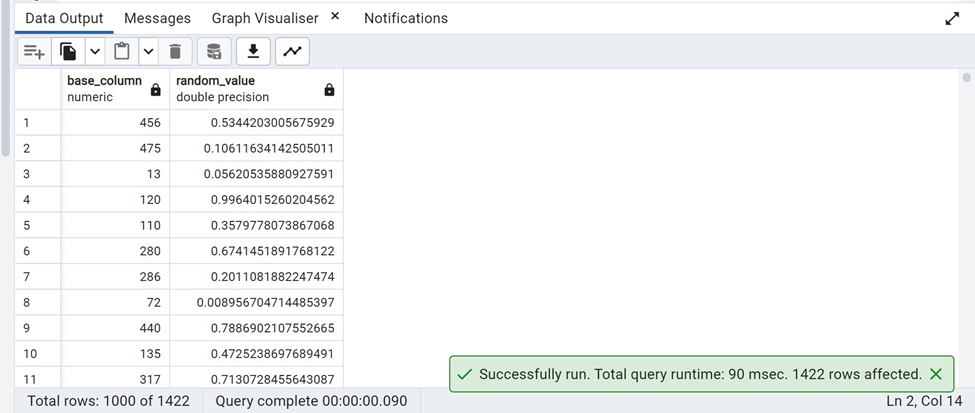 Data Output Messages Graph Visualiser × Notifications
base_column random_value
numeric double precision
1 456 0.5344203005675929
2 475 0.10611634142505011
3 13 0.05620535880927591
4 120 0.9964015260204562
5 110 0.3579778073867068
6 280 0.6741451891768122
7 286 0.2011081882247474
8 72 0.008956704714485397
9 440 0.7886902107552665
10 135 0.4725238697689491
11 317 0.7130728455643087
Successfully run. Total query runtime: 90 msec. 1422 rows affected.
Total rows: 1000 of 1422 Query complete 00:00:00.090 Ln 2, Col 14